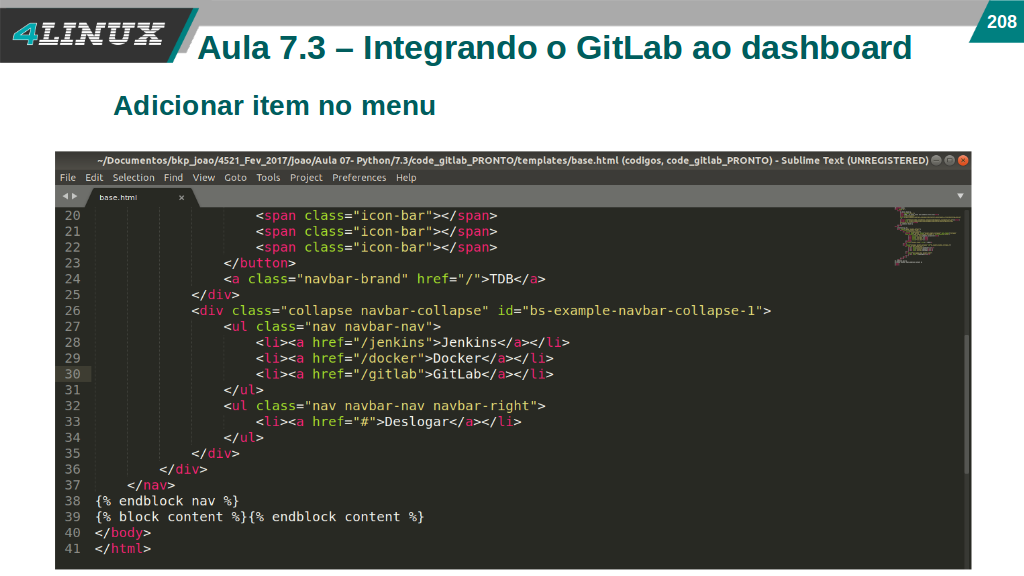 4LINUX
208
Aula 7.3 – Integrando o GitLab ao dashboard
Adicionar item no menu
~/Documentos/bkp_joao/4521_Fev_2017/joao/Aula 07- Python/7.3/code_gitlab_PRONTO/templates/base.html (codigos, code_gitlab_PRONTO) - Sublime Text (UNREGISTERED)
File Edit Selection Find View Goto Tools Project Preferences Help
base.html ×
20 <span class="icon-bar"></span>
21 <span class="icon-bar"></span>
22 <span class="icon-bar"></span>
23 </button>
24 <a class="navbar-brand" href="/">TDB</a>
25 </div>
26 <div class="collapse navbar-collapse" id="bs-example-navbar-collapse-1">
27 <ul class="nav navbar-nav">
28 <li><a href="/jenkins">Jenkins</a></li>
29 <li><a href="/docker">Docker</a></li>
30 <li><a href="/gitlab">GitLab</a></li>
31 </ul>
32 <ul class="nav navbar-nav navbar-right">
33 <li><a href="#">Deslogar</a></li>
34 </ul>
35 </div>
36 </div>
37 </nav>
38 {% endblock nav %}
39 {% block content %}{% endblock content %}
40 </body>
41 </html>